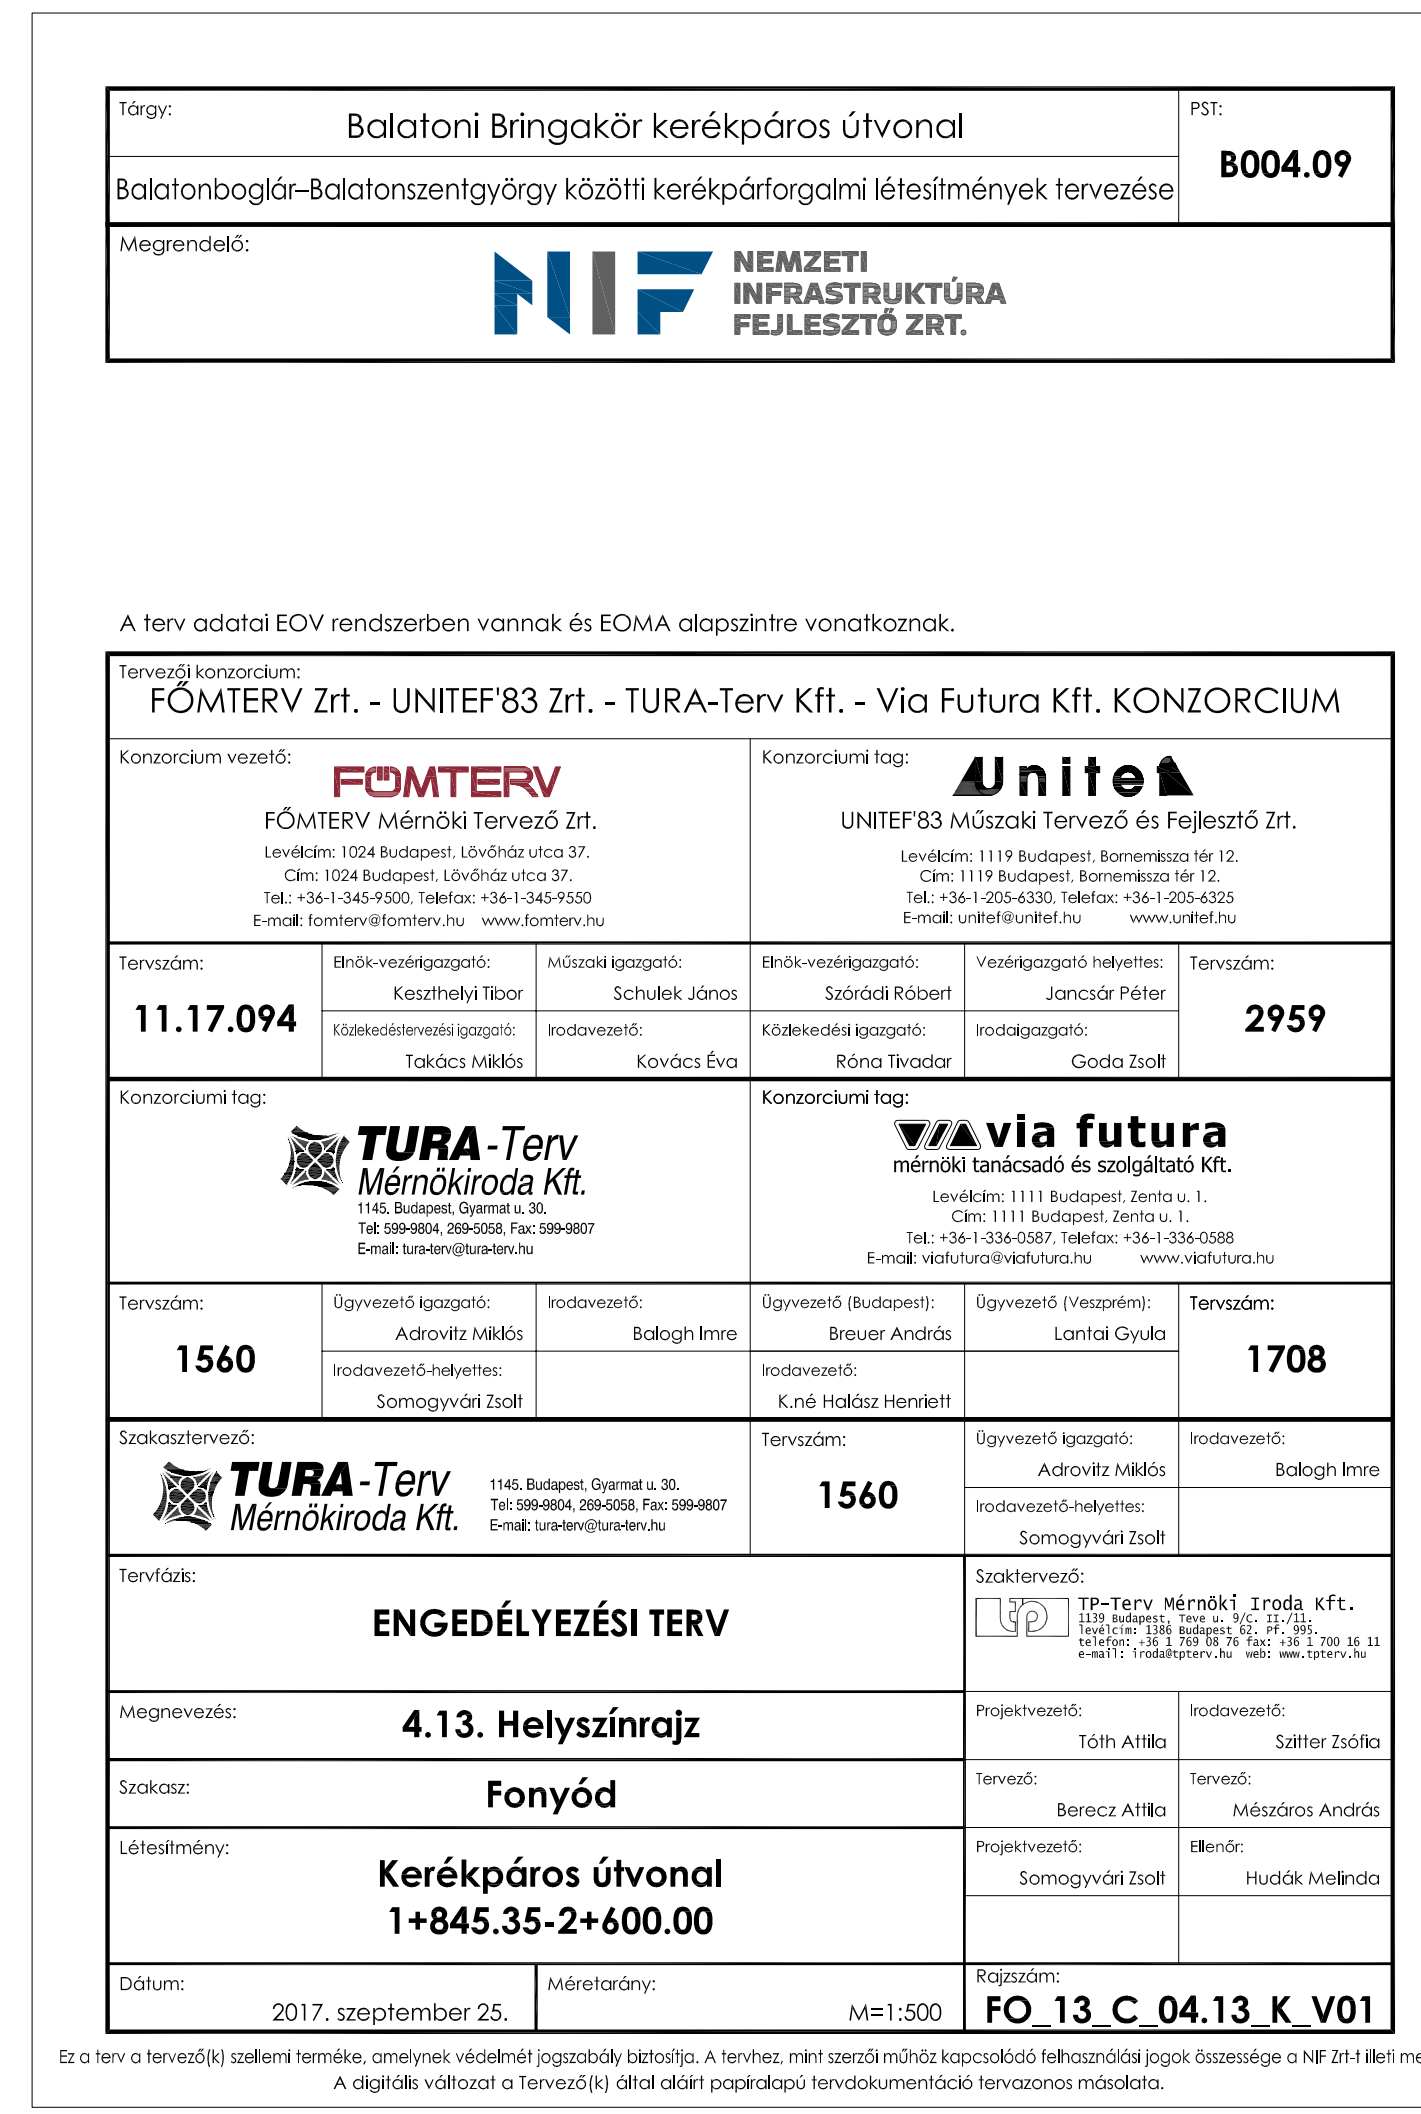 Tárgy:
Balatoni Bringakör kerékpáros útvonal
PST:
B004.09
Balatonboglár–Balatonszentgyörgy közötti kerékpárforgalmi létesítmények tervezése
Megrendelő:
NIF NEMZETI
INFRASTRUKTÚRA
FEJLESZTŐ ZRT.
A terv adatai EOV rendszerben vannak és EOMA alapszintre vonatkoznak.
Tervezői konzorcium:
FŐMTERV Zrt. - UNITEF'83 Zrt. - TURA-Terv Kft. - Via Futura Kft. KONZORCIUM
Konzorcium vezető:
FŐMTERV
FŐMTERV Mérnöki Tervező Zrt.
Levélcím: 1024 Budapest, Lövőház utca 37.
Cím: 1024 Budapest, Lövőház utca 37.
Tel.: +36-1-345-9500, Telefax: +36-1-345-9550
E-mail: fomterv@fomterv.hu www.fomterv.hu
Konzorciumi tag:
Unitef
UNITEF'83 Műszaki Tervező és Fejlesztő Zrt.
Levélcím: 1119 Budapest, Bornemissza tér 12.
Cím: 1119 Budapest, Bornemissza tér 12.
Tel.: +36-1-205-6330, Telefax: +36-1-205-6325
E-mail: unitef@unitef.hu www.unitef.hu
Tervszám:
11.17.094
Elnök-vezérigazgató:
Keszthelyi Tibor
Műszaki igazgató:
Schulek János
Közlekedéstervezési igazgató:
Takács Miklós
Irodavezető:
Kovács Éva
Elnök-vezérigazgató:
Szórádi Róbert
Vezérigazgató helyettes:
Jancsár Péter
Közlekedési igazgató:
Róna Tivadar
Irodaigazgató:
Goda Zsolt
Tervszám:
2959
Konzorciumi tag:
TURA-Terv
Mérnökiroda Kft.
1145. Budapest, Gyarmat u. 30.
Tel: 599-9804, 269-5058, Fax: 599-9807
E-mail: tura-terv@tura-terv.hu
Konzorciumi tag:
VIA via futura
mérnöki tanácsadó és szolgáltató Kft.
Levélcím: 1111 Budapest, Zenta u. 1.
Cím: 1111 Budapest, Zenta u. 1.
Tel.: +36-1-336-0587, Telefax: +36-1-336-0588
E-mail: viafutura@viafutura.hu www.viafutura.hu
Tervszám:
1560
Ügyvezető igazgató:
Adrovitz Miklós
Irodavezető:
Balogh Imre
Irodavezető-helyettes:
Somogyvári Zsolt
Ügyvezető (Budapest):
Breuer András
Ügyvezető (Veszprém):
Lantai Gyula
Irodavezető:
K.né Halász Henriett
Tervszám:
1708
Szakasztervező:
TURA-Terv
Mérnökiroda Kft.
1145. Budapest, Gyarmat u. 30.
Tel: 599-9804, 269-5058, Fax: 599-9807
E-mail: tura-terv@tura-terv.hu
Tervszám:
1560
Ügyvezető igazgató:
Adrovitz Miklós
Irodavezető:
Balogh Imre
Irodavezető-helyettes:
Somogyvári Zsolt
Tervfázis:
ENGEDÉLYEZÉSI TERV
Szaktervező:
tp TP-Terv Mérnöki Iroda Kft.
1139 Budapest, Teve u. 9/C. II./11.
levélcím: 1386 Budapest 62. Pf. 995.
telefon: +36 1 769 08 76 fax: +36 1 700 16 11
e-mail: iroda@tpterv.hu web: www.tpterv.hu
Megnevezés:
4.13. Helyszínrajz
Projektvezető:
Tóth Attila
Irodavezető:
Szitter Zsófia
Szakasz:
Fonyód
Tervező:
Berecz Attila
Tervező:
Mészáros András
Létesítmény:
Kerékpáros útvonal
1+845.35-2+600.00
Projektvezető:
Somogyvári Zsolt
Ellenőr:
Hudák Melinda
Dátum:
2017. szeptember 25.
Méretarány:
M=1:500
Rajzszám:
FO_13_C_04.13_K_V01
Ez a terv a tervező(k) szellemi terméke, amelynek védelmét jogszabály biztosítja. A tervhez, mint szerzői műhöz kapcsolódó felhasználási jogok összessége a NIF Zrt-t illeti me
A digitális változat a Tervező(k) által aláírt papíralapú tervdokumentáció tervazonos másolata.